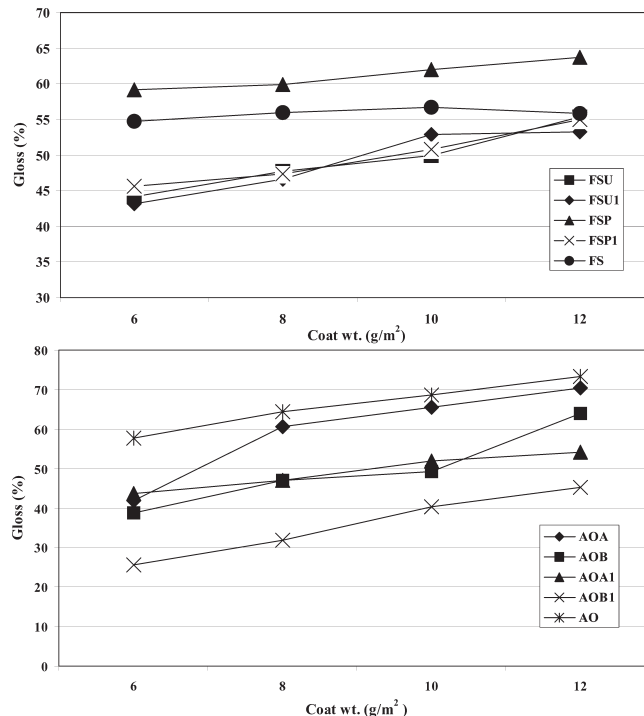 70
65
60
55
50
45
40
35
30
Gloss (%)
FSU
FSU1
FSP
FSP1
FS
6 8 10 12
Coat wt. (g/m²)
80
70
60
50
40
30
20
10
0
Gloss (%)
AOA
AOB
AOA1
AOB1
AO
6 8 10 12
Coat wt. (g/m² )